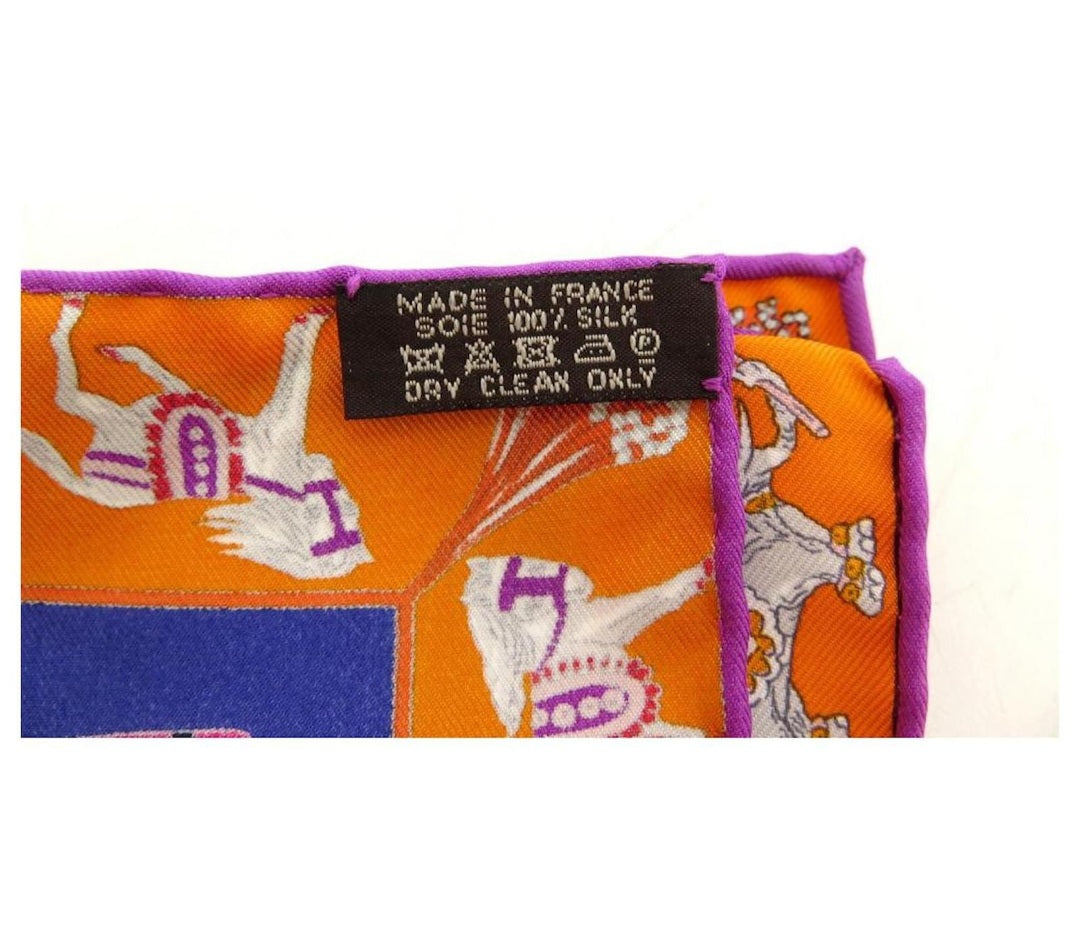 MADE IN FRANCE
SOIE 100% SILK
P
DRY CLEAN ONLY
H
H